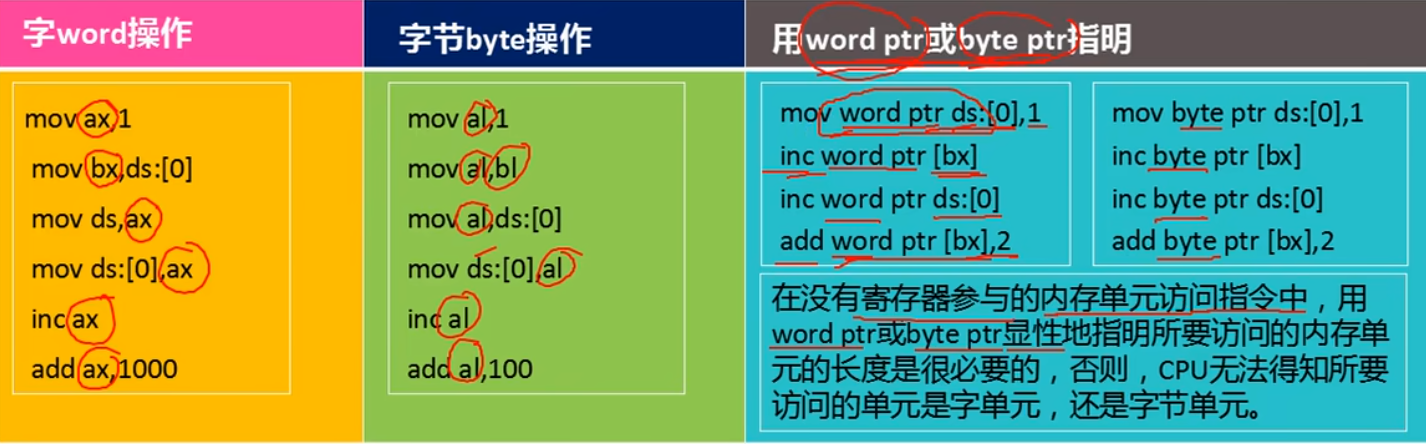 字word操作
mov ax,1
mov bx,ds:[0]
mov ds,ax
mov ds:[0],ax
inc ax
add ax,1000
字节byte操作
mov al,1
mov al,bl
mov al,ds:[0]
mov ds:[0],al
inc al
add al,100
用word ptr或byte ptr指明
mov word ptr ds:[0],1
inc word ptr [bx]
inc word ptr ds:[0]
add word ptr [bx],2
mov byte ptr ds:[0],1
inc byte ptr [bx]
inc byte ptr ds:[0]
add byte ptr [bx],2
在没有寄存器参与的内存单元访问指令中，用
word ptr或byte ptr显性地指明所要访问的内存单
元的长度是很必要的，否则，CPU无法得知所要
访问的单元是字单元，还是字节单元。